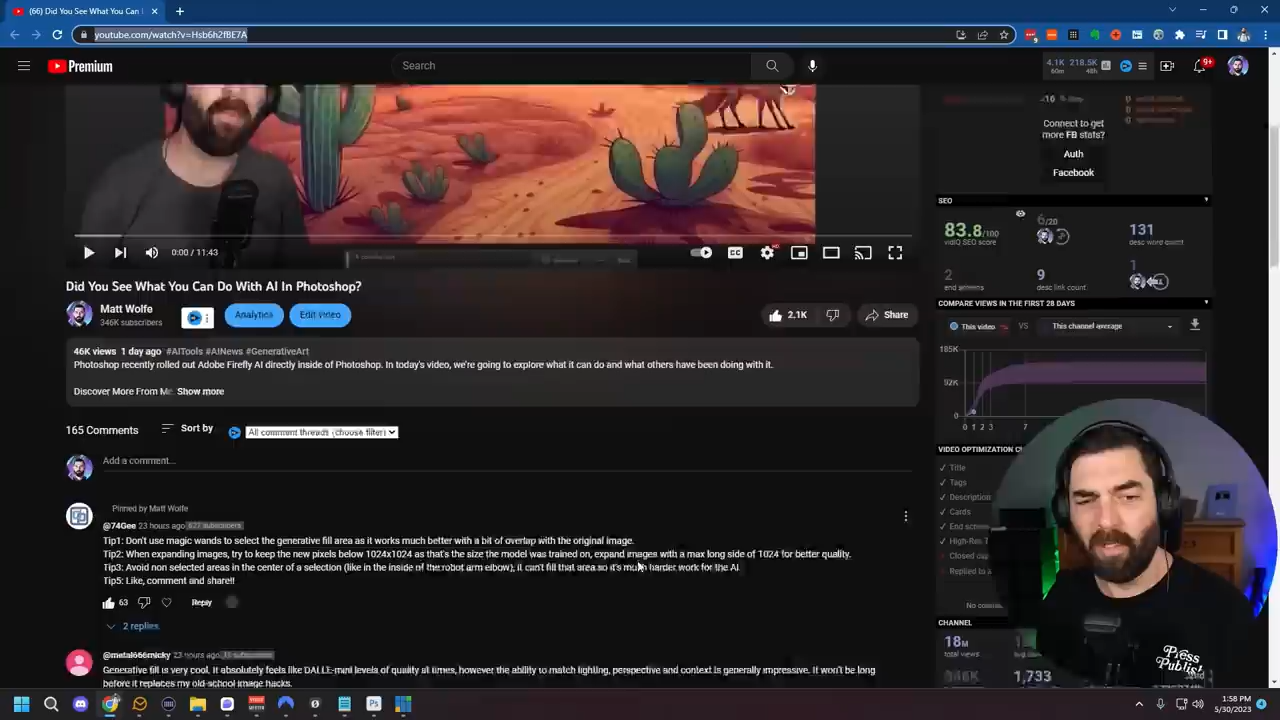 (66) Did You See What You Can
youtube.com/watch?v=Hsb6h2fBE7A
Premium
Search
4.1K 218.5K
60m 48h
9+
-16
Connect to get
more FB stats?
Auth
Facebook
SEO
83.8/100
vidIQ SEO score
6/20
131
desc word count
2
end screens
9
desc link count
1
0:00 / 11:43
Did You See What You Can Do With AI In Photoshop?
Matt Wolfe
346K subscribers
Analytics
Edit video
2.1K
Share
COMPARE VIEWS IN THE FIRST 28 DAYS
This video
VS
This channel average
185K
92K
0
0 1 2 3 7
46K views 1 day ago #AITools #AINews #GenerativeArt
Photoshop recently rolled out Adobe Firefly AI directly inside of Photoshop. In today's video, we're going to explore what it can do and what others have been doing with it.
Discover More From Me Show more
165 Comments
Sort by
All comment threads (choose filter)
Add a comment...
VIDEO OPTIMIZATION
Title
Tags
Description
Cards
End screen
High-Res
Closed
Replied to
Pinned by Matt Wolfe
@74Gee 23 hours ago 627 subscribers
Tip1: Don't use magic wands to select the generative fill area as it works much better with a bit of overlap with the original image.
Tip2: When expanding images, try to keep the new pixels below 1024x1024 as that's the size the model was trained on, expand images with a max long side of 1024 for better quality.
Tip3: Avoid non selected areas in the center of a selection (like in the inside of the robot arm elbow), it can't fill that area so it's much harder work for the AI
Tip5: Like, comment and share!!
63
Reply
2 replies
CHANNEL
18M
total views
346K
1,733
@metal666micky 23 hours ago
Generative fill is very cool, It absolutely feels like DALLE-mini levels of quality at times, however the ability to match lighting, perspective and context is generally impressive. It won't be long
before it replaces my old-school image hacks.
Press
Publish
1:58 PM
5/30/2023